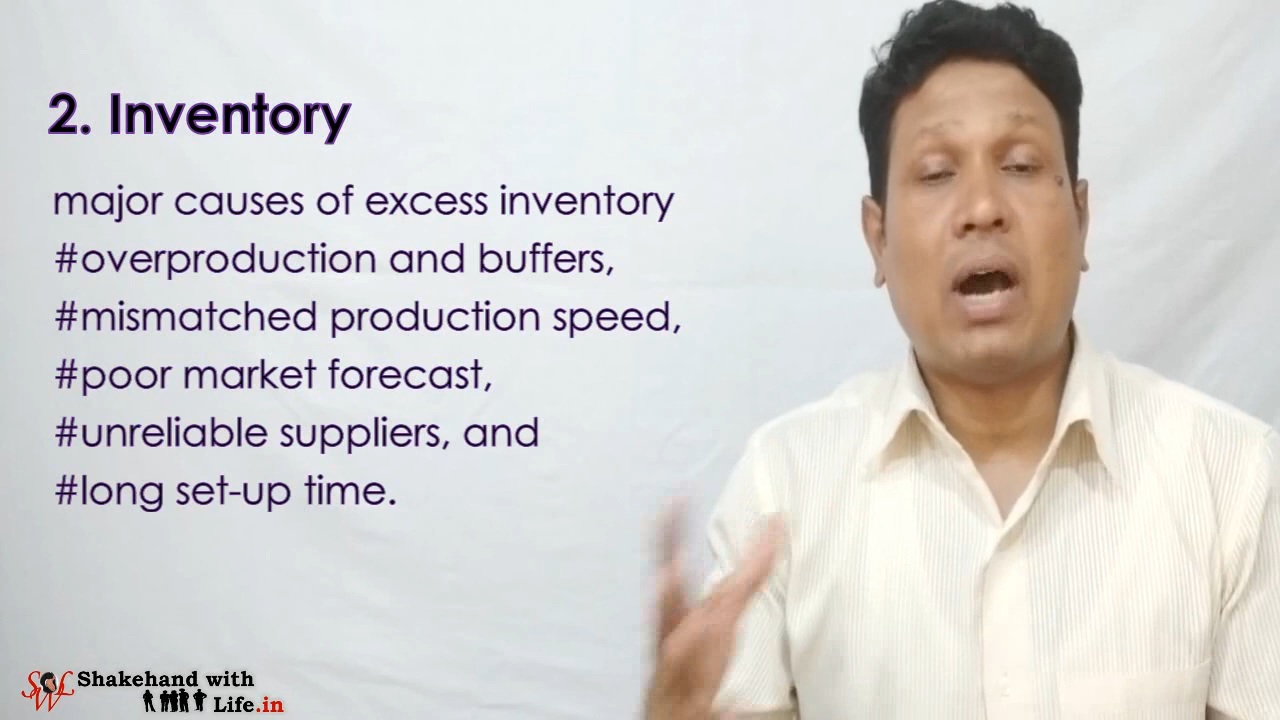 2. Inventory
major causes of excess inventory
#overproduction and buffers,
#mismatched production speed,
#poor market forecast,
#unreliable suppliers, and
#long set-up time.
SWL Shakehand with
Life.in